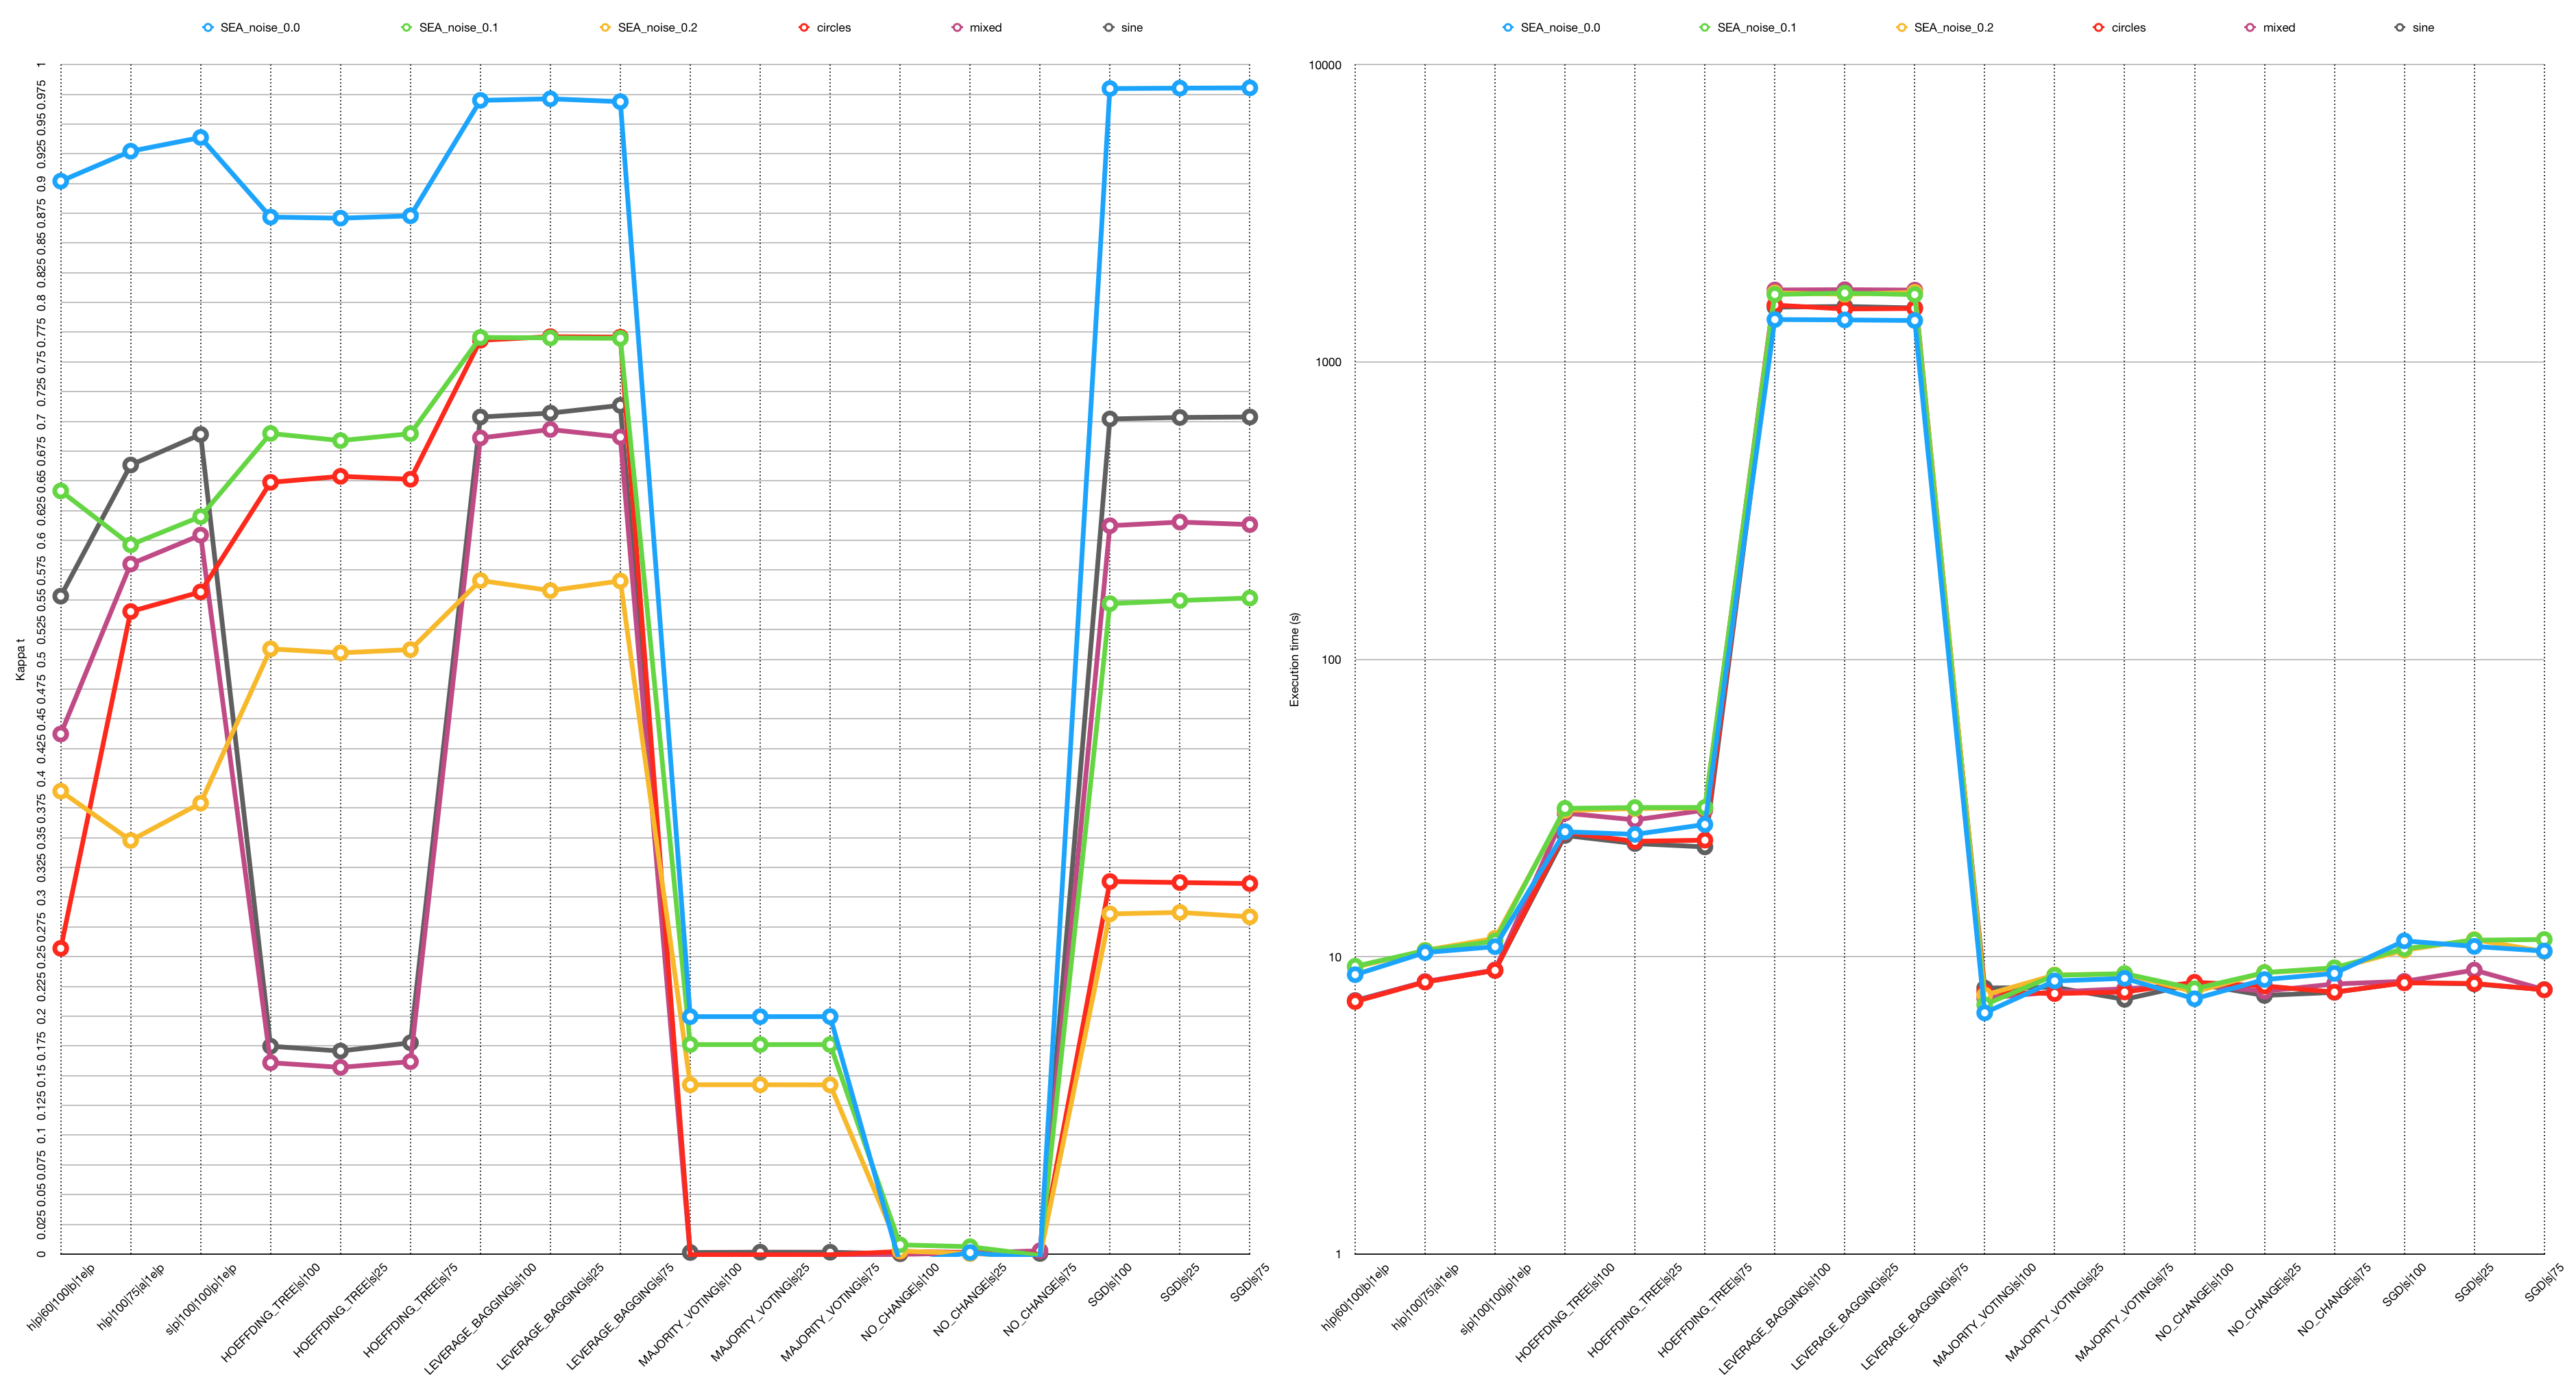 SEA_noise_0.0 SEA_noise_0.1 SEA_noise_0.2 circles mixed sine
Kappa t
1
0.975
0.95
0.925
0.9
0.875
0.85
0.825
0.8
0.775
0.75
0.725
0.7
0.675
0.65
0.625
0.6
0.575
0.55
0.525
0.5
0.475
0.45
0.425
0.4
0.375
0.35
0.325
0.3
0.275
0.25
0.225
0.2
0.175
0.15
0.125
0.1
0.075
0.05
0.025
0
h|p|60|100|b|1e|p
h|p|100|75|a|1e|p
s|p|100|100|p|1e|p
HOEFFDING_TREE|s|100
HOEFFDING_TREE|s|25
HOEFFDING_TREE|s|75
LEVERAGE_BAGGING|s|100
LEVERAGE_BAGGING|s|25
LEVERAGE_BAGGING|s|75
MAJORITY_VOTING|s|100
MAJORITY_VOTING|s|25
MAJORITY_VOTING|s|75
NO_CHANGE|s|100
NO_CHANGE|s|25
NO_CHANGE|s|75
SGD|s|100
SGD|s|25
SGD|s|75
SEA_noise_0.0 SEA_noise_0.1 SEA_noise_0.2 circles mixed sine
Execution time (s)
10000
1000
100
10
1
h|p|60|100|b|1e|p
h|p|100|75|a|1e|p
s|p|100|100|p|1e|p
HOEFFDING_TREE|s|100
HOEFFDING_TREE|s|25
HOEFFDING_TREE|s|75
LEVERAGE_BAGGING|s|100
LEVERAGE_BAGGING|s|25
LEVERAGE_BAGGING|s|75
MAJORITY_VOTING|s|100
MAJORITY_VOTING|s|25
MAJORITY_VOTING|s|75
NO_CHANGE|s|100
NO_CHANGE|s|25
NO_CHANGE|s|75
SGD|s|100
SGD|s|25
SGD|s|75